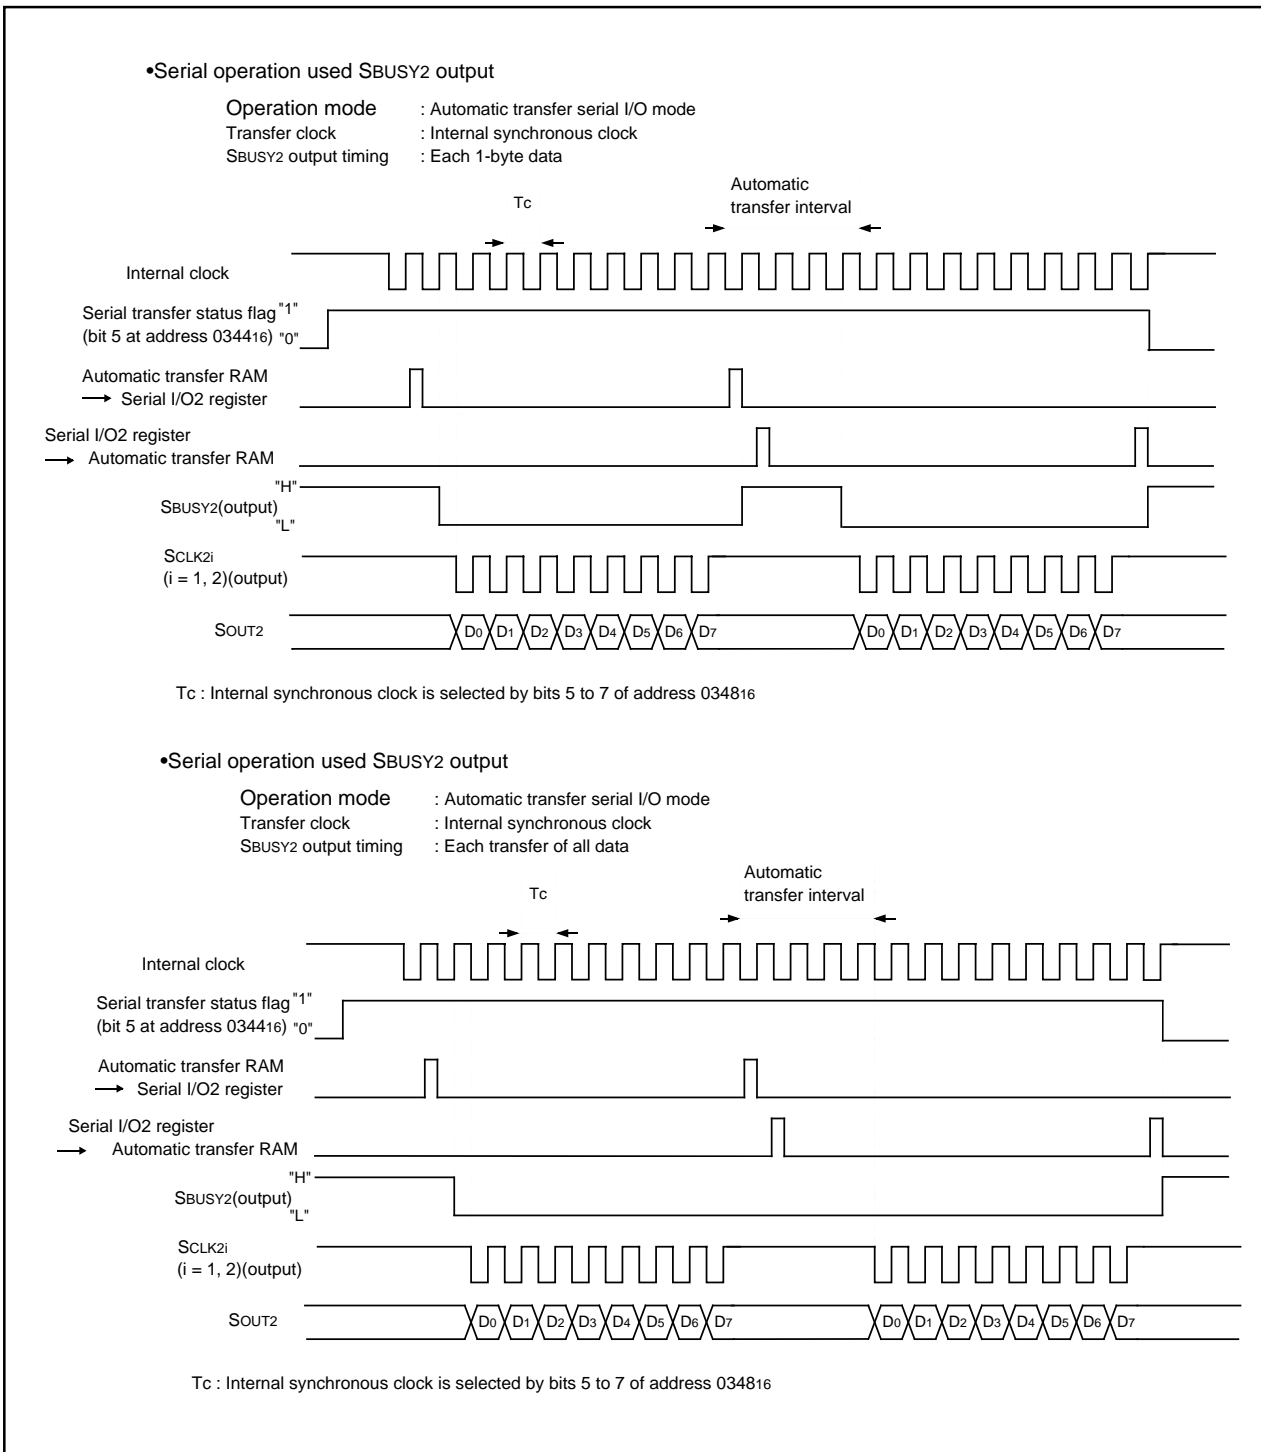 •Serial operation used SBUSY2 output
Operation mode : Automatic transfer serial I/O mode
Transfer clock : Internal synchronous clock
SBUSY2 output timing : Each 1-byte data
Automatic
Tc transfer interval
Internal clock
Serial transfer status flag "1"
(bit 5 at address 034416) "0"
Automatic transfer RAM
→ Serial I/O2 register
Serial I/O2 register
→ Automatic transfer RAM
"H"
SBUSY2(output)
"L"
SCLK2i
(i = 1, 2)(output)
SOUT2 D0 D1 D2 D3 D4 D5 D6 D7 D0 D1 D2 D3 D4 D5 D6 D7
Tc : Internal synchronous clock is selected by bits 5 to 7 of address 034816
•Serial operation used SBUSY2 output
Operation mode : Automatic transfer serial I/O mode
Transfer clock : Internal synchronous clock
SBUSY2 output timing : Each transfer of all data
Automatic
Tc transfer interval
Internal clock
Serial transfer status flag "1"
(bit 5 at address 034416) "0"
Automatic transfer RAM
→ Serial I/O2 register
Serial I/O2 register
→ Automatic transfer RAM
"H"
SBUSY2(output)
"L"
SCLK2i
(i = 1, 2)(output)
SOUT2 D0 D1 D2 D3 D4 D5 D6 D7 D0 D1 D2 D3 D4 D5 D6 D7
Tc : Internal synchronous clock is selected by bits 5 to 7 of address 034816